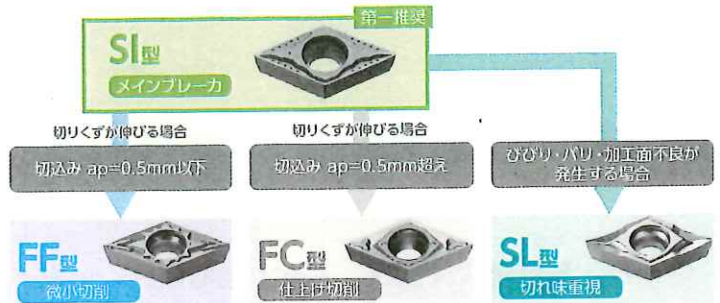 第一推奨
SI型
メインブレーカ
切りくずが伸びる場合
切りくずが伸びる場合
切込み ap=0.5mm以下
切込み ap=0.5mm超え
びびり・バリ・加工面不良が
発生する場合
FF型
微小切削
FC型
仕上げ切削
SL型
切れ味重視